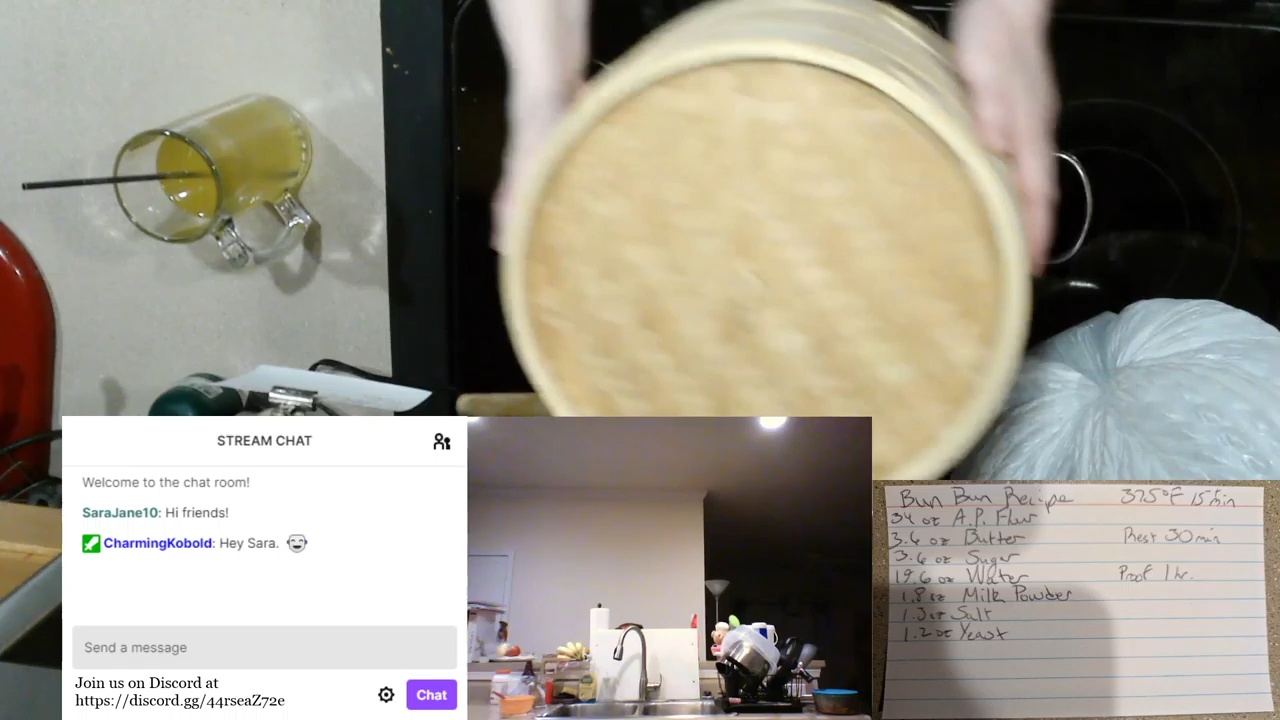 STREAM CHAT
Welcome to the chat room!
SaraJane10: Hi friends!
CharmingKobold: Hey Sara.
Send a message
Join us on Discord at
https://discord.gg/44rseaZ72e
Chat
Bun Bun Recipe 375°F 15 min
34 oz A.P. Flour
3.6 oz Butter Rest 30 min
3.6 oz Sugar
19.6 oz Water Proof 1 hr.
1.8 oz Milk Powder
1.3 oz Salt
1.2 oz Yeast